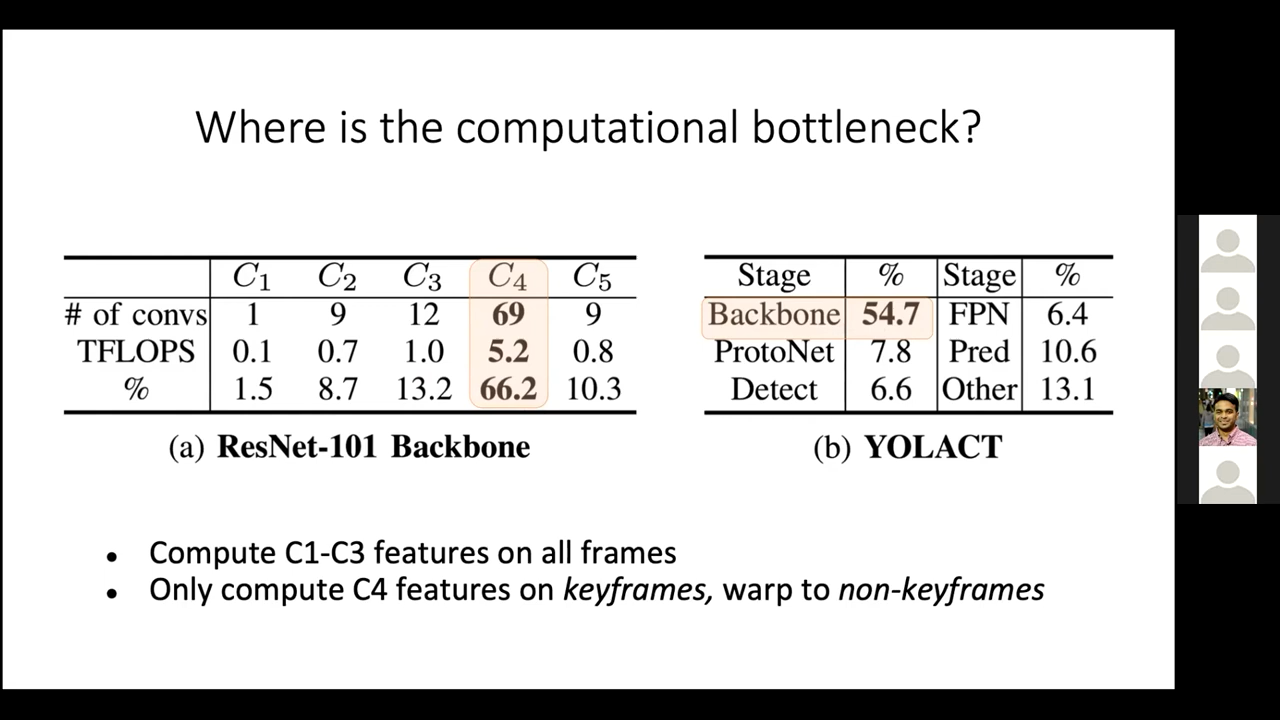 Where is the computational bottleneck?
C1 C2 C3 C4 C5
# of convs 1 9 12 69 9
TFLOPS 0.1 0.7 1.0 5.2 0.8
% 1.5 8.7 13.2 66.2 10.3
(a) ResNet-101 Backbone
Stage % Stage %
Backbone 54.7 FPN 6.4
ProtoNet 7.8 Pred 10.6
Detect 6.6 Other 13.1
(b) YOLACT
• Compute C1-C3 features on all frames
• Only compute C4 features on keyframes, warp to non-keyframes